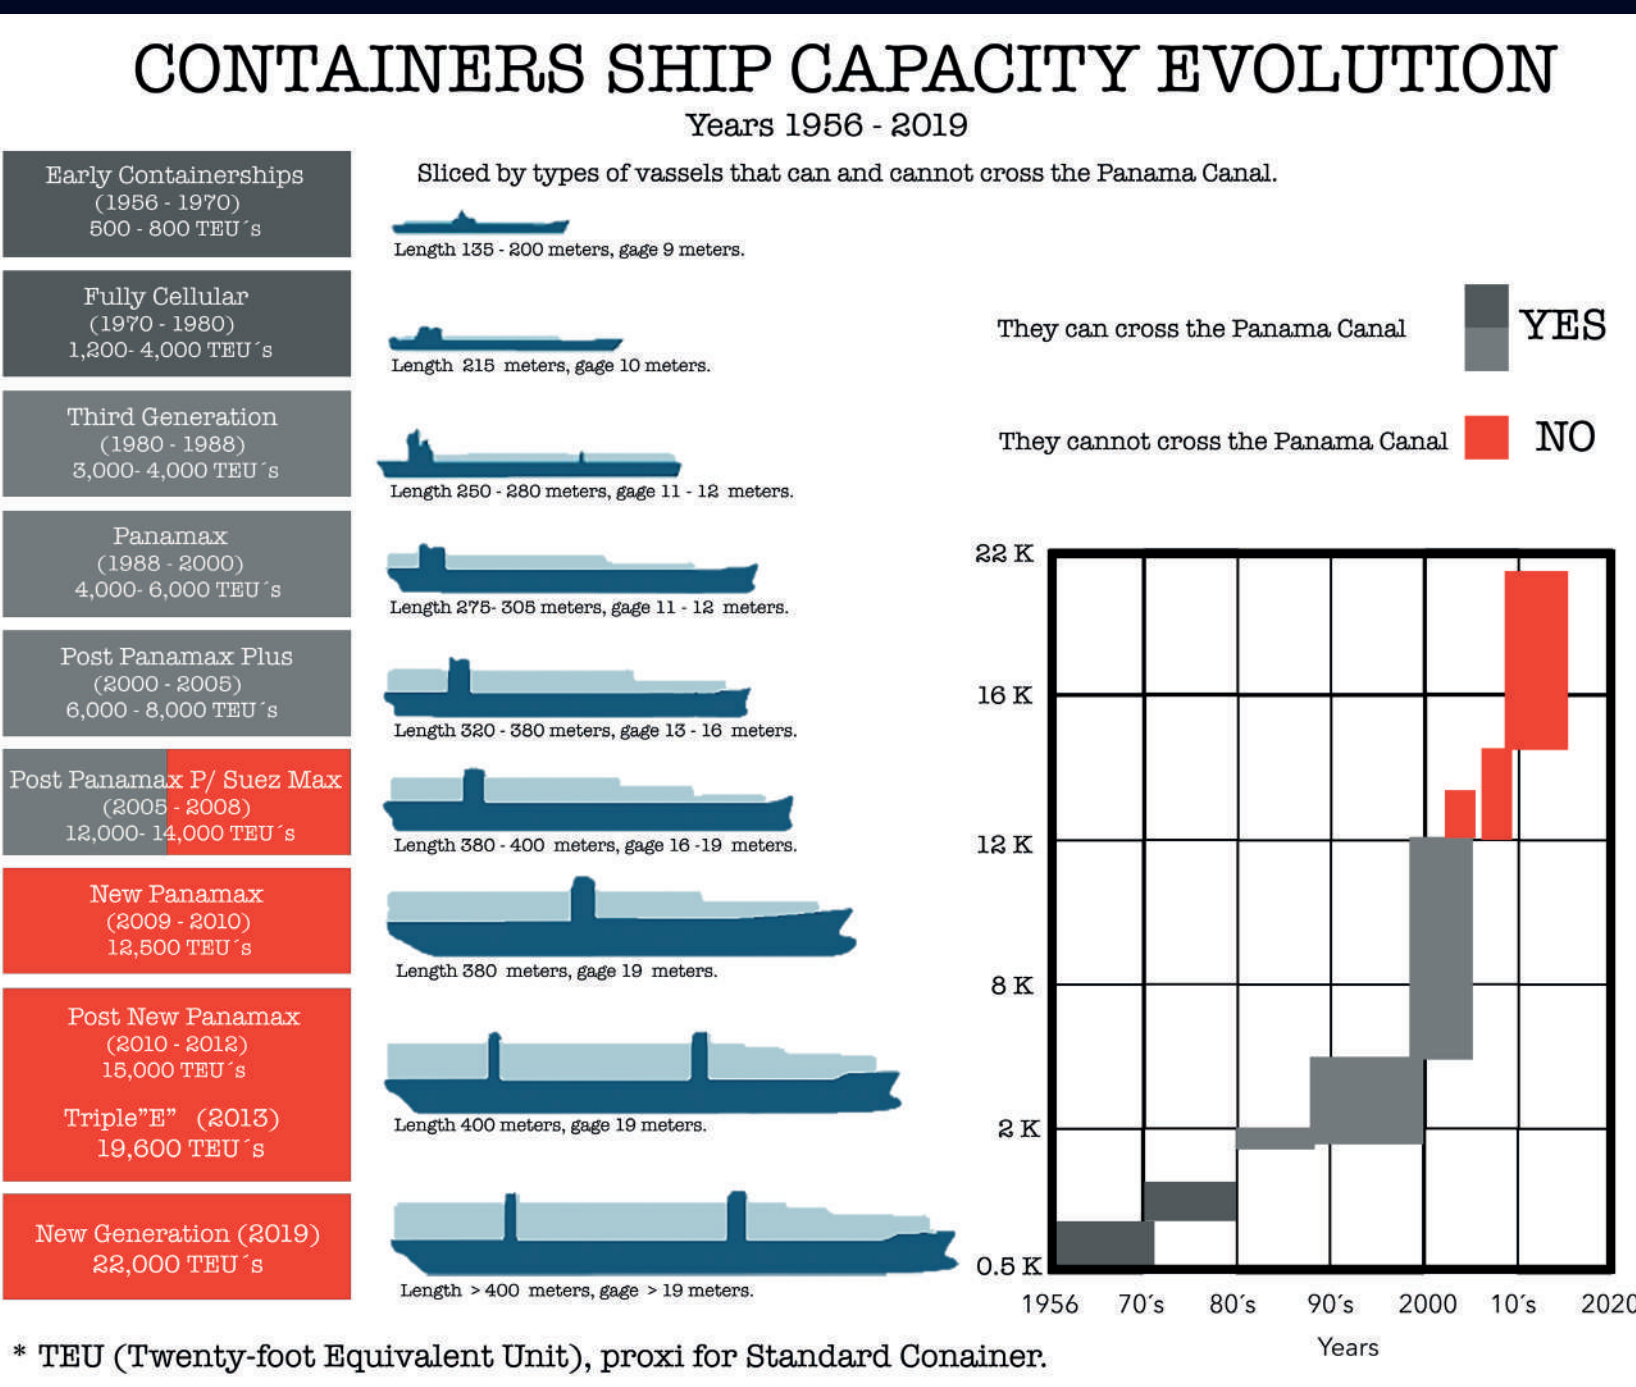 CONTAINERS SHIP CAPACITY EVOLUTION
Years 1956 - 2019
Sliced by types of vassels that can and cannot cross the Panama Canal.
Early Containerships
(1956 - 1970)
500 - 800 TEU´s
Length 135 - 200 meters, gage 9 meters.
Fully Cellular
(1970 - 1980)
1,200- 4,000 TEU´s
Length 215 meters, gage 10 meters.
Third Generation
(1980 - 1988)
3,000- 4,000 TEU´s
Length 250 - 280 meters, gage 11 - 12 meters.
Panamax
(1988 - 2000)
4,000- 6,000 TEU´s
Length 275- 305 meters, gage 11 - 12 meters.
Post Panamax Plus
(2000 - 2005)
6,000 - 8,000 TEU´s
Length 320 - 380 meters, gage 13 - 16 meters.
Post Panamax P/ Suez Max
(2005 - 2008)
12,000- 14,000 TEU´s
Length 380 - 400 meters, gage 16 -19 meters.
New Panamax
(2009 - 2010)
12,500 TEU´s
Length 380 meters, gage 19 meters.
Post New Panamax
(2010 - 2012)
15,000 TEU´s
Triple"E" (2013)
19,600 TEU´s
Length 400 meters, gage 19 meters.
New Generation (2019)
22,000 TEU´s
Length > 400 meters, gage > 19 meters.
They can cross the Panama Canal YES
They cannot cross the Panama Canal NO
22 K
16 K
12 K
8 K
2 K
0.5 K
1956 70's 80's 90's 2000 10's 2020
Years
* TEU (Twenty-foot Equivalent Unit), proxi for Standard Conainer.